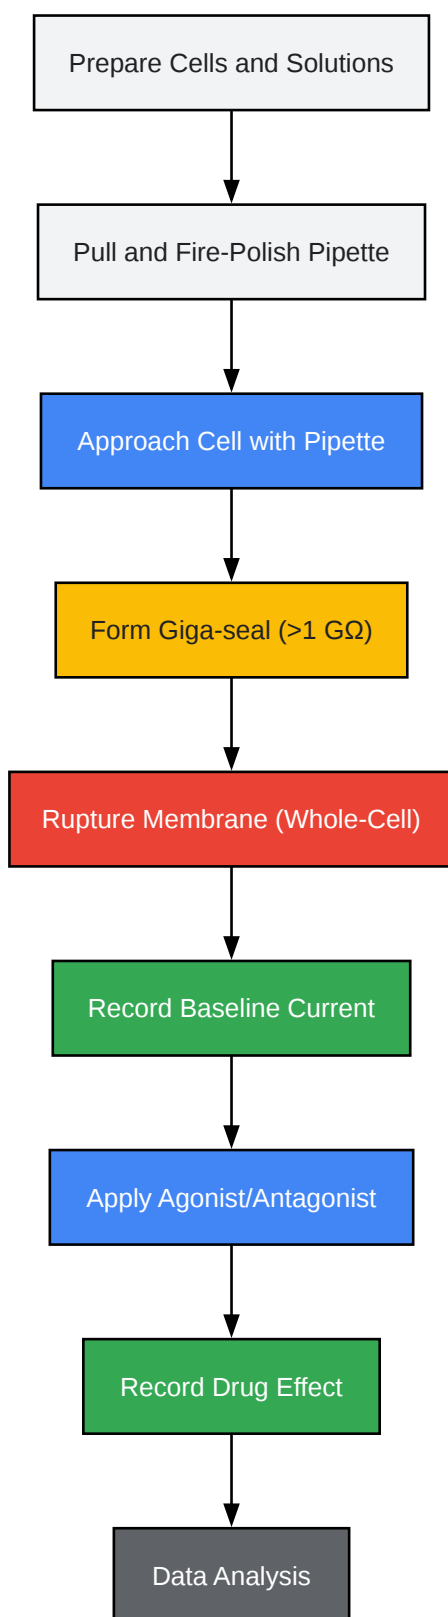 Prepare Cells and Solutions
Pull and Fire-Polish Pipette
Approach Cell with Pipette
Form Giga-seal (>1 GΩ)
Rupture Membrane (Whole-Cell)
Record Baseline Current
Apply Agonist/Antagonist
Record Drug Effect
Data Analysis